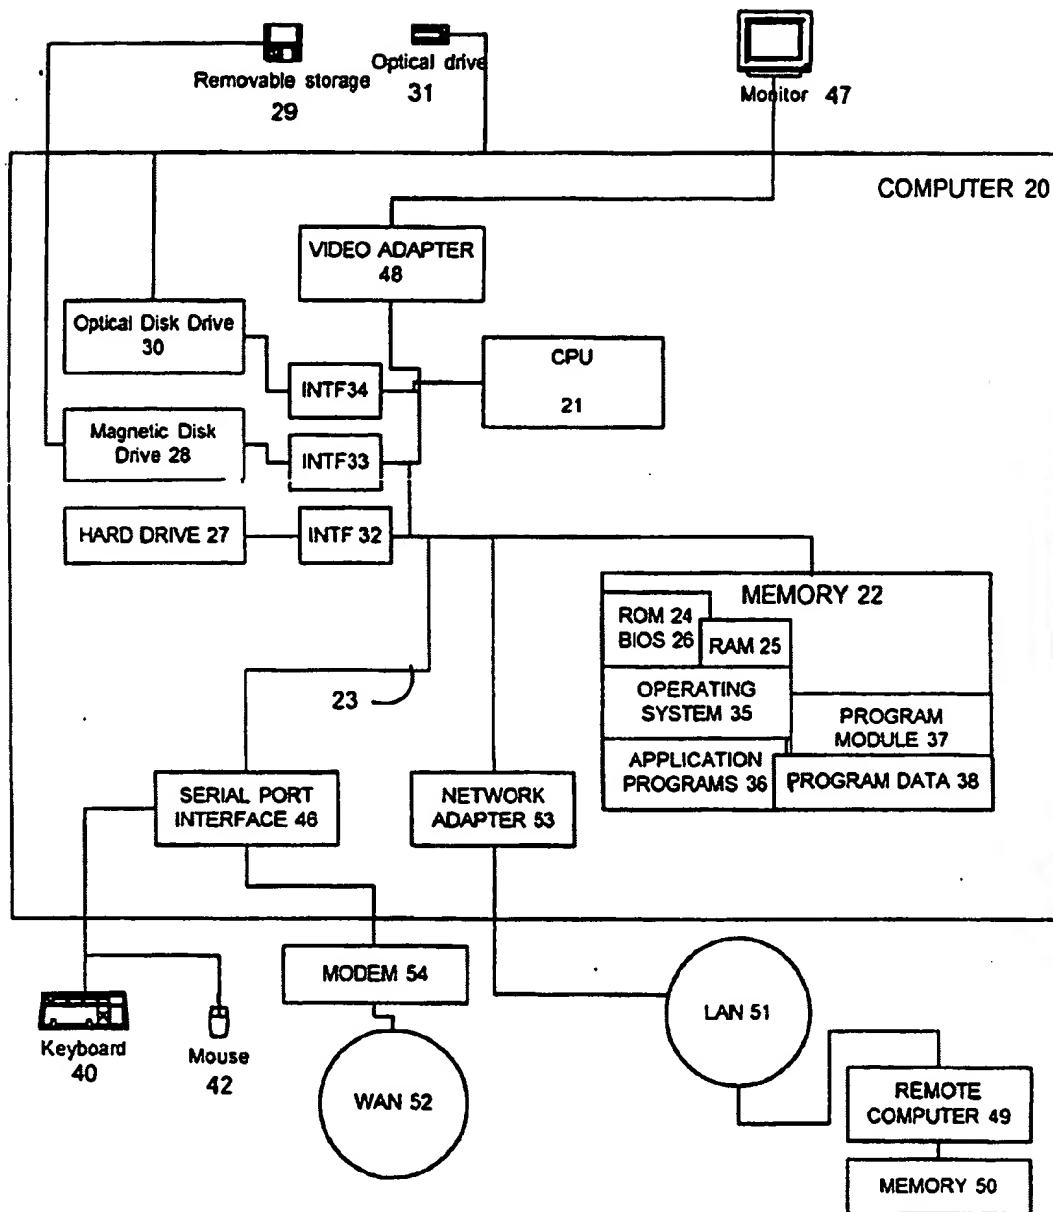 Removable storage
29
Optical drive
31
Monitor 47
COMPUTER 20
VIDEO ADAPTER
48
Optical Disk Drive
30
INTF34
CPU
21
Magnetic Disk
Drive 28
INTF33
HARD DRIVE 27
INTF 32
MEMORY 22
ROM 24
BIOS 26
RAM 25
OPERATING
SYSTEM 35
PROGRAM
MODULE 37
APPLICATION
PROGRAMS 36
PROGRAM DATA 38
23
SERIAL PORT
INTERFACE 46
NETWORK
ADAPTER 53
MODEM 54
LAN 51
Keyboard
40
Mouse
42
WAN 52
REMOTE
COMPUTER 49
MEMORY 50